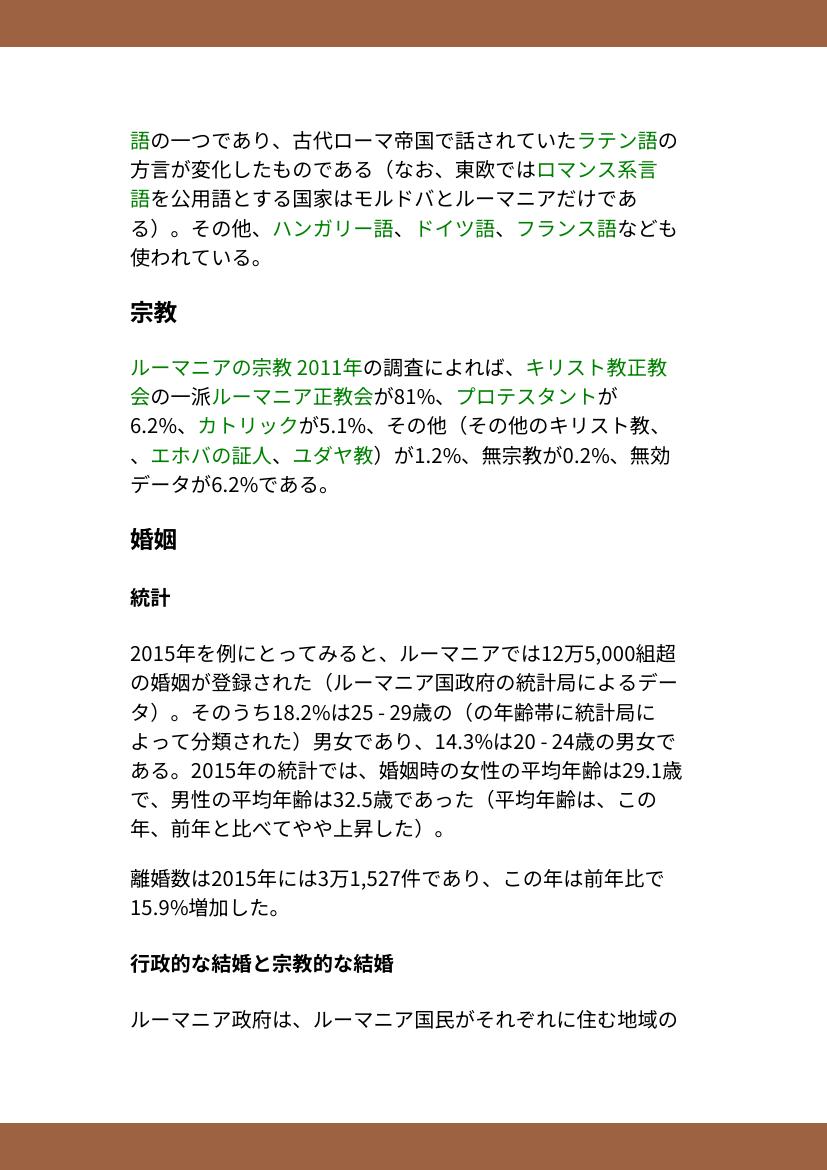 語の一つであり、古代ローマ帝国で話されていたラテン語の
方言が変化したものである（なお、東欧ではロマンス系言
語を公用語とする国家はモルドバとルーマニアだけであ
る）。その他、ハンガリー語、ドイツ語、フランス語なども
使われている。
宗教
ルーマニアの宗教 2011年の調査によれば、キリスト教正教
会の一派ルーマニア正教会が81%、プロテスタントが
6.2%、カトリックが5.1%、その他（その他のキリスト教、
、エホバの証人、ユダヤ教）が1.2%、無宗教が0.2%、無効
データが6.2%である。
婚姻
統計
2015年を例にとってみると、ルーマニアでは12万5,000組超
の婚姻が登録された（ルーマニア国政府の統計局によるデー
タ）。そのうち18.2%は25 - 29歳の（の年齢帯に統計局に
よって分類された）男女であり、14.3%は20 - 24歳の男女で
ある。2015年の統計では、婚姻時の女性の平均年齢は29.1歳
で、男性の平均年齢は32.5歳であった（平均年齢は、この
年、前年と比べてやや上昇した）。
離婚数は2015年には3万1,527件であり、この年は前年比で
15.9%増加した。
行政的な結婚と宗教的な結婚
ルーマニア政府は、ルーマニア国民がそれぞれに住む地域の